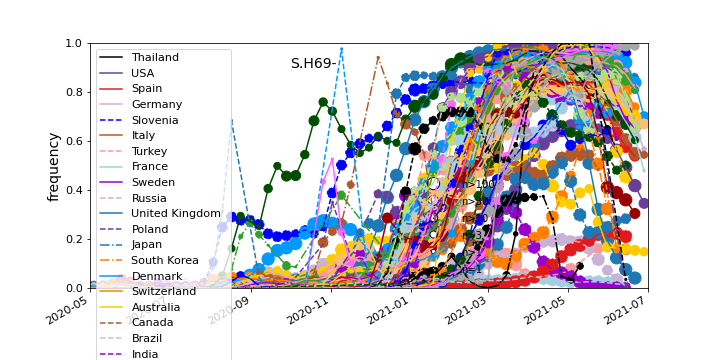 S.H69-
frequency
1.0
0.8
0.6
0.4
0.2
0.0
2020-05
2020-09
2020-11
2021-01
2021-03
2021-05
2021-07
Thailand
USA
Spain
Germany
Slovenia
Italy
Turkey
France
Sweden
Russia
United Kingdom
Poland
Japan
South Korea
Denmark
Switzerland
Australia
Canada
Brazil
India
n>100
n=1